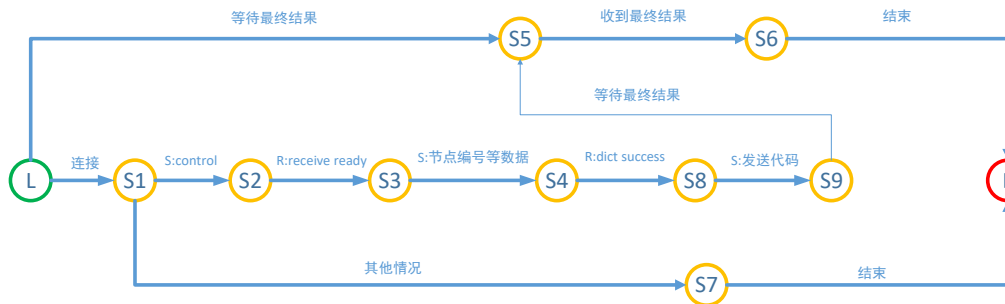 等待最终结果
收到最终结果
结束
S5
S6
等待最终结果
连接
S:control
R:receive ready
S:节点编号等数据
R:dict success
S:发送代码
L
S1
S2
S3
S4
S8
S9
其他情况
结束
S7